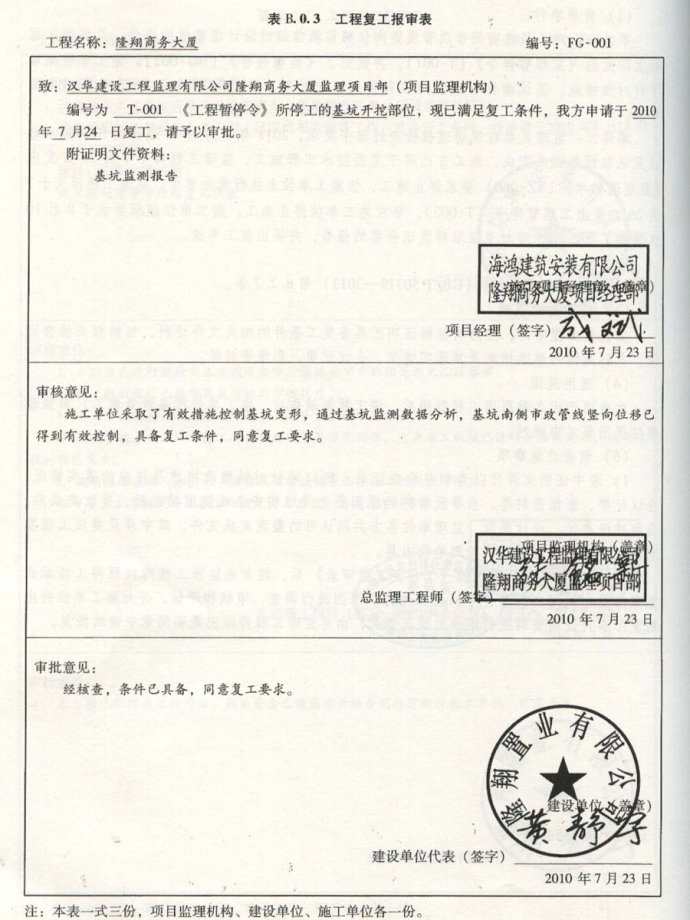 表 B.0.3 工程复工报审表
工程名称：隆翔商务大厦 编号：FG-001
致：汉华建设工程监理有限公司隆翔商务大厦监理项目部（项目监理机构）
编号为 T-001 《工程暂停令》所停工的基坑开挖部位，现已满足复工条件，我方申请于 2010
年 7 月24 日复工，请予以审批。
附证明文件资料：
基坑监测报告
海鸿建筑安装有限公司
隆翔商务大厦项目经理部
（盖章）
项目经理（签字）
2010 年 7 月 23 日
审核意见：
施工单位采取了有效措施控制基坑变形，通过基坑监测数据分析，基坑南侧市政管线竖向位移已
得到有效控制，具备复工条件，同意复工要求。
项目监理机构（盖章）
汉华建设工程监理有限公司
隆翔商务大厦监理项目部
总监理工程师（签字）
2010 年 7 月 23 日
审批意见：
经核查，条件已具备，同意复工要求。
隆翔置业有限公司
建设单位（盖章）
黄静
建设单位代表（签字）
2010 年 7 月 23 日
注：本表一式三份，项目监理机构、建设单位、施工单位各一份。